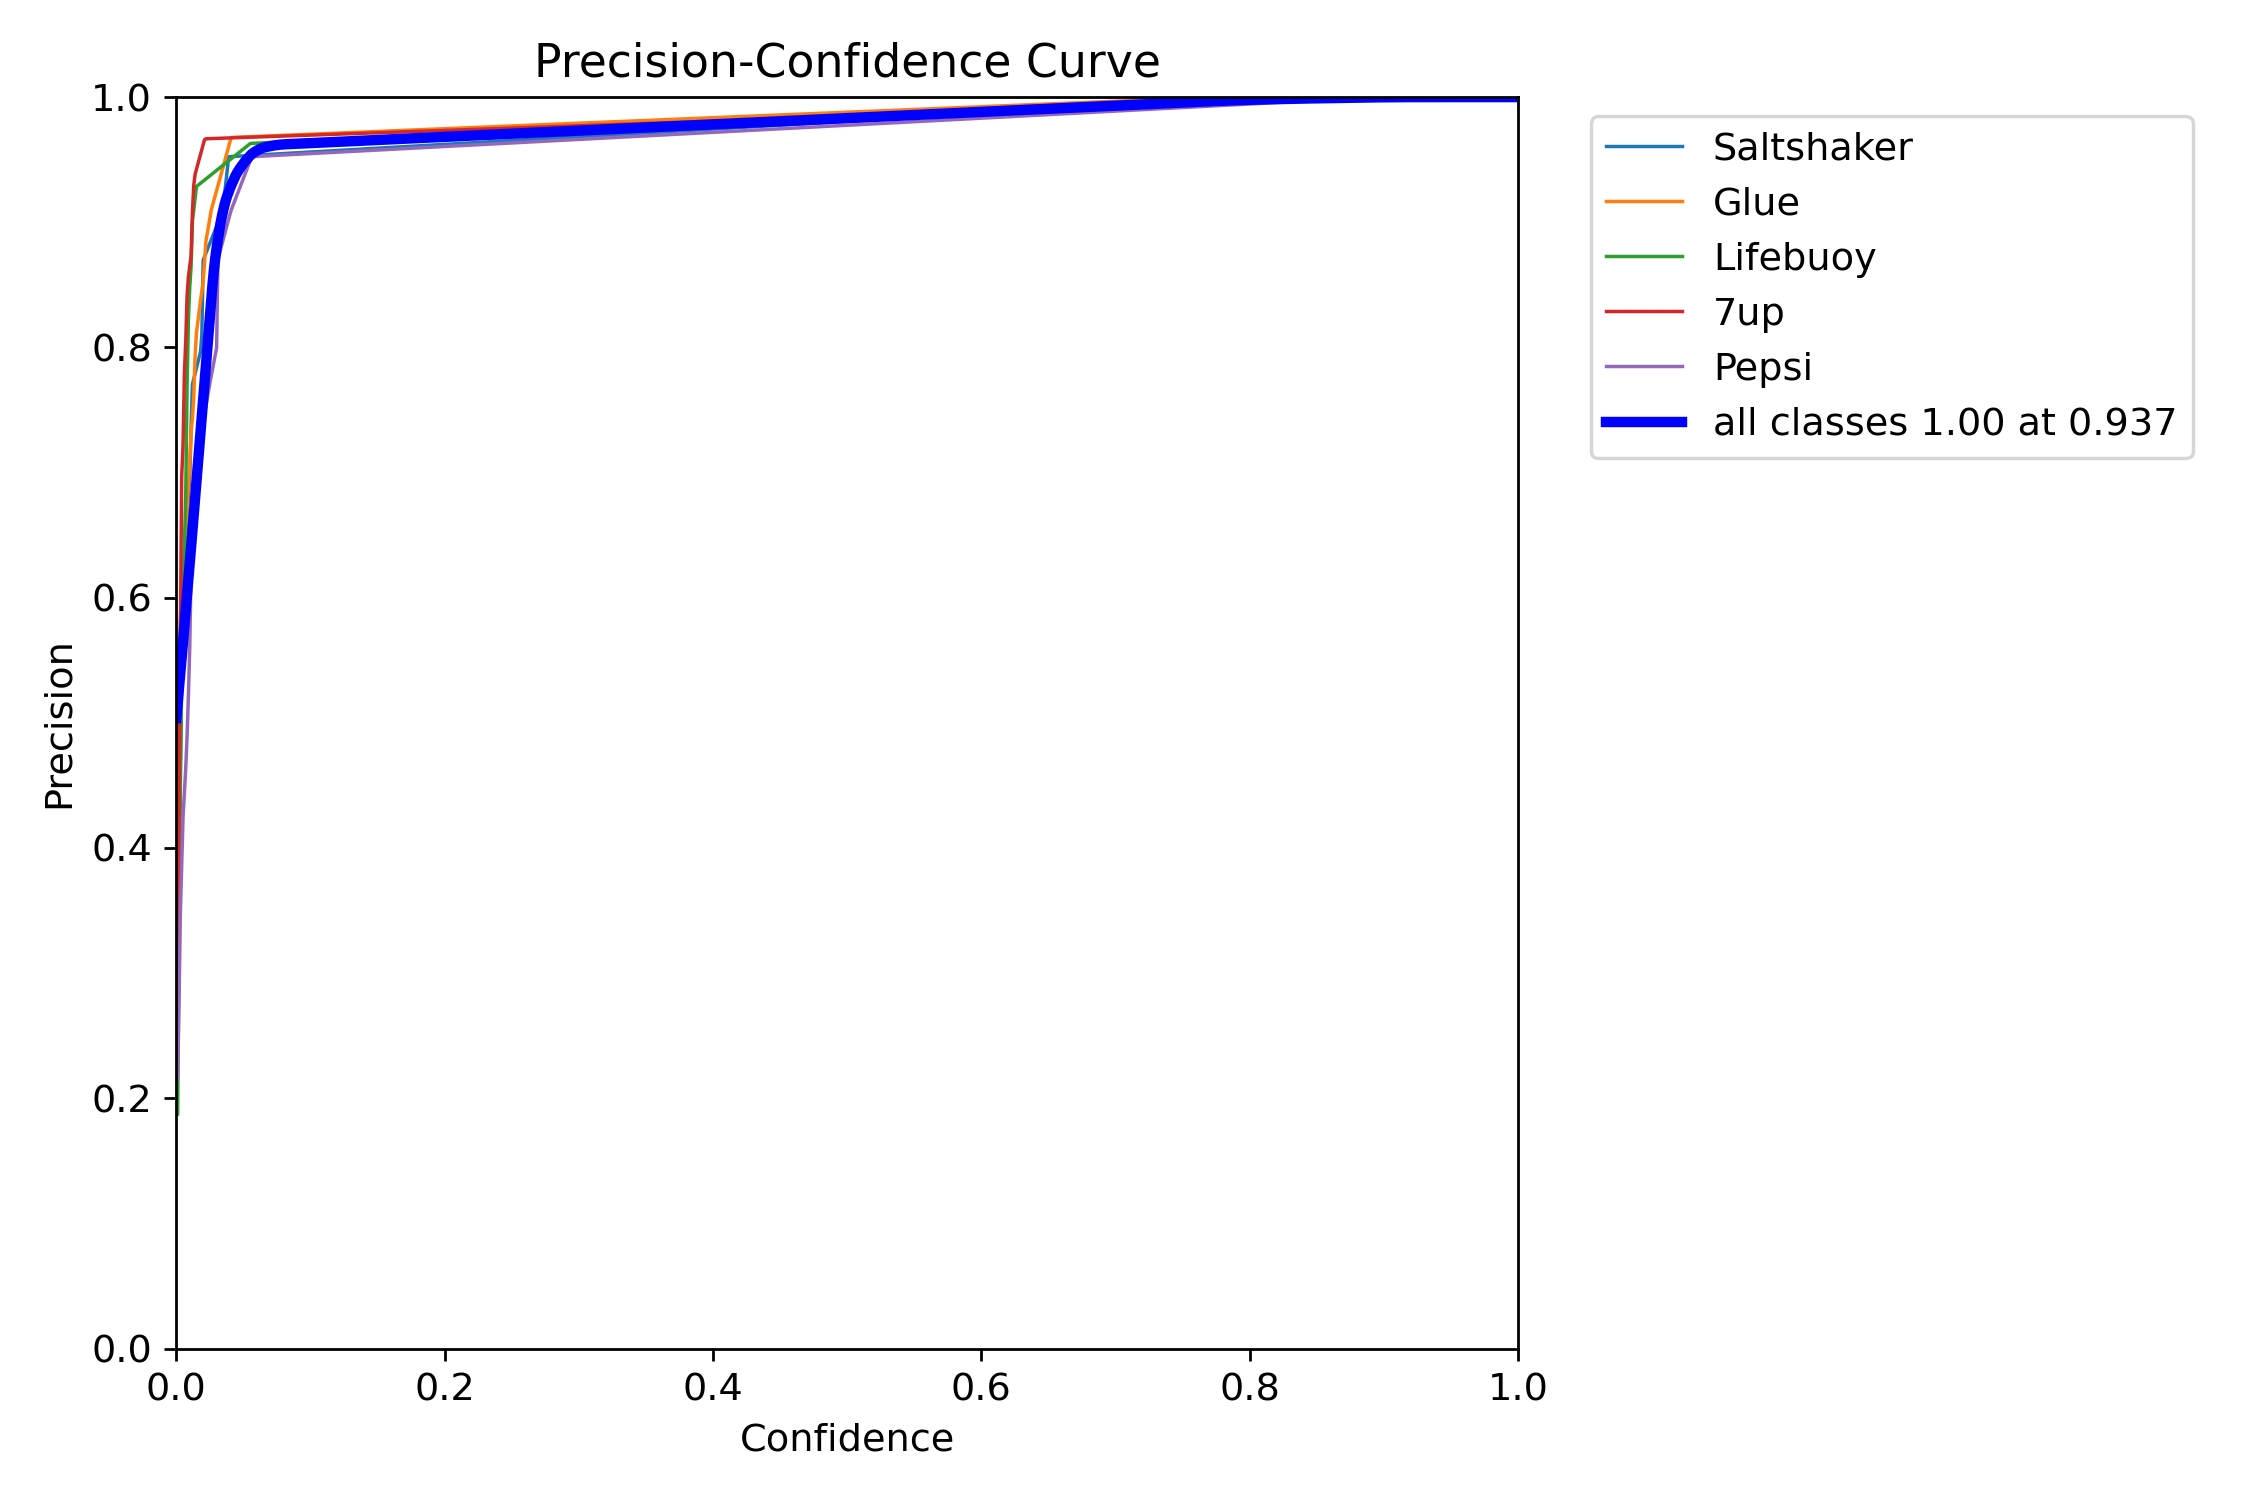 Precision-Confidence Curve
1.0
0.8
0.6
0.4
0.2
0.0
Precision
0.0 0.2 0.4 0.6 0.8 1.0
Confidence
Saltshaker
Glue
Lifebuoy
7up
Pepsi
all classes 1.00 at 0.937